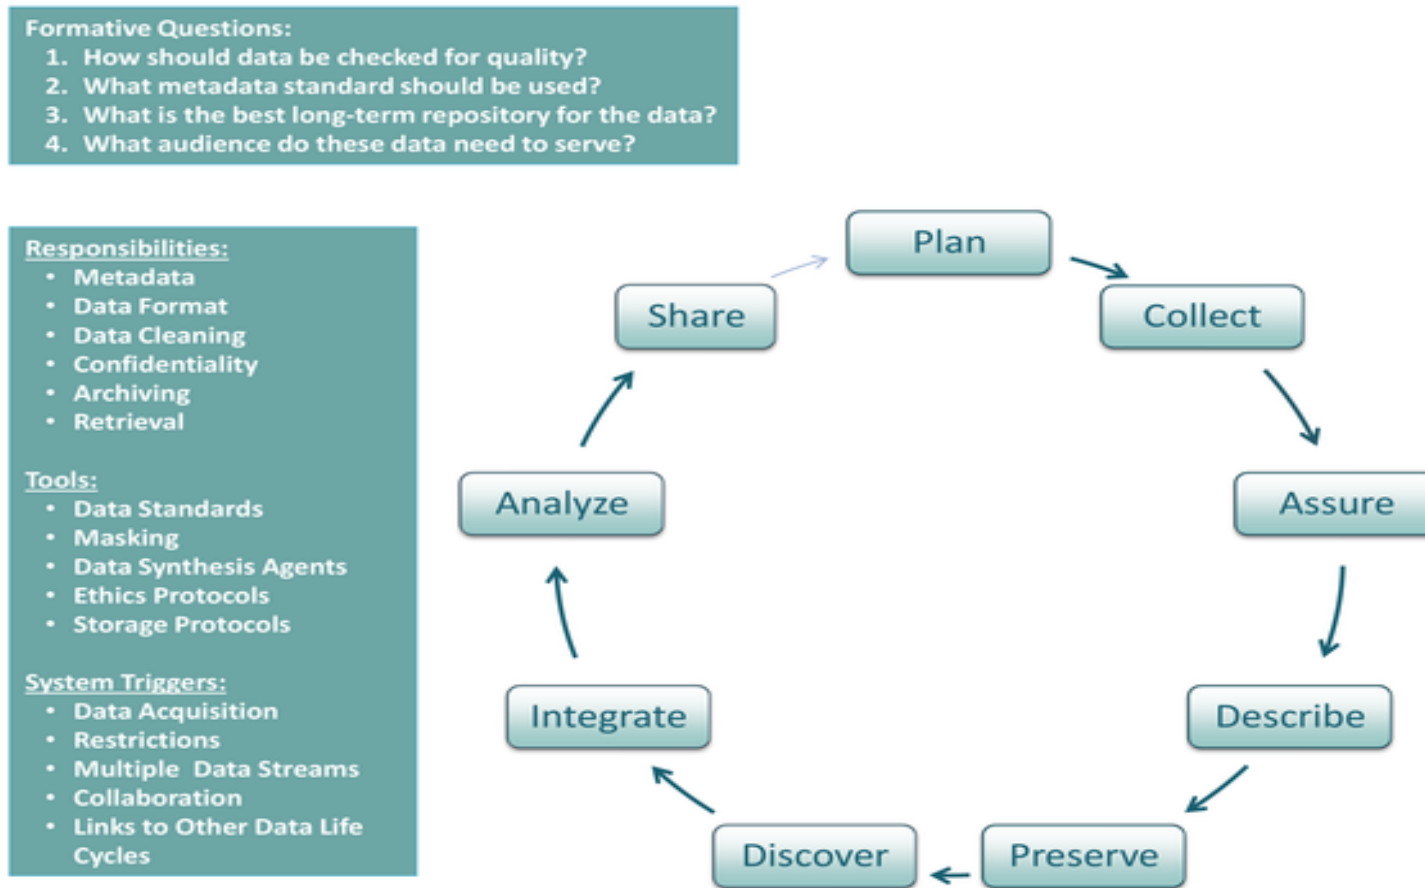 Formative Questions:
1. How should data be checked for quality?
2. What metadata standard should be used?
3. What is the best long-term repository for the data?
4. What audience do these data need to serve?
Responsibilities:
• Metadata
• Data Format
• Data Cleaning
• Confidentiality
• Archiving
• Retrieval
Tools:
• Data Standards
• Masking
• Data Synthesis Agents
• Ethics Protocols
• Storage Protocols
System Triggers:
• Data Acquisition
• Restrictions
• Multiple Data Streams
• Collaboration
• Links to Other Data Life
Cycles
Plan
Collect
Assure
Describe
Preserve
Discover
Integrate
Analyze
Share